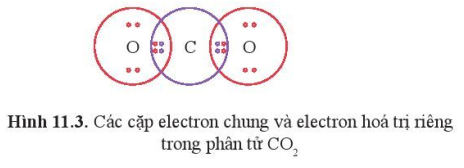 O C O
Hình 11.3. Các cặp electron chung và electron hoá trị riêng
trong phân tử CO₂